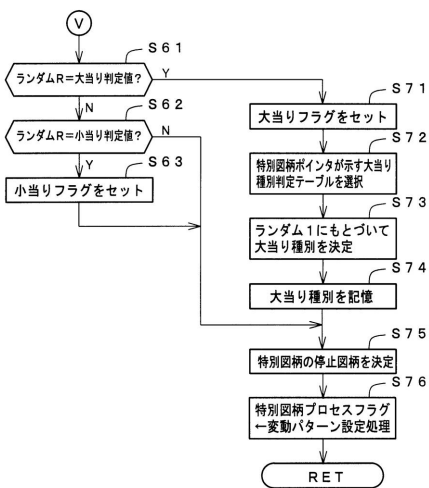 V
S61
ランダムR=大当り判定値?
Y
N
S62
ランダムR=小当り判定値?
N
Y
S63
小当りフラグをセット
S71
大当りフラグをセット
S72
特別図柄ポインタが示す大当り
種別判定テーブルを選択
S73
ランダム1にもとづいて
大当り種別を決定
S74
大当り種別を記憶
S75
特別図柄の停止図柄を決定
S76
特別図柄プロセスフラグ
←変動パターン設定処理
RET